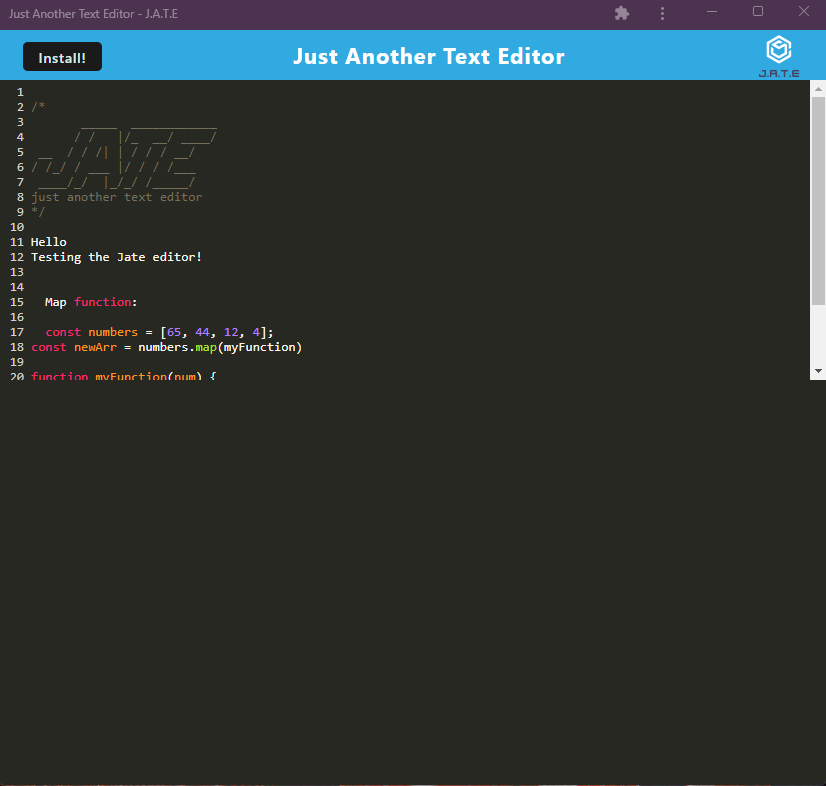 Just Another Text Editor - J.A.T.E
Install!
Just Another Text Editor
J.A.T.E
1
2 /*
3        _____  ____________
4       / /   |/_  __/ ____/
5  __  / / /| | / / / __/
6 / /_/ / ___ |/ / / /___
7  ____/_/  |_/_/ /_____/
8 just another text editor
9 */
10
11 Hello
12 Testing the Jate editor!
13
14
15   Map function:
16
17   const numbers = [65, 44, 12, 4];
18 const newArr = numbers.map(myFunction)
19
20 function myFunction(num) {